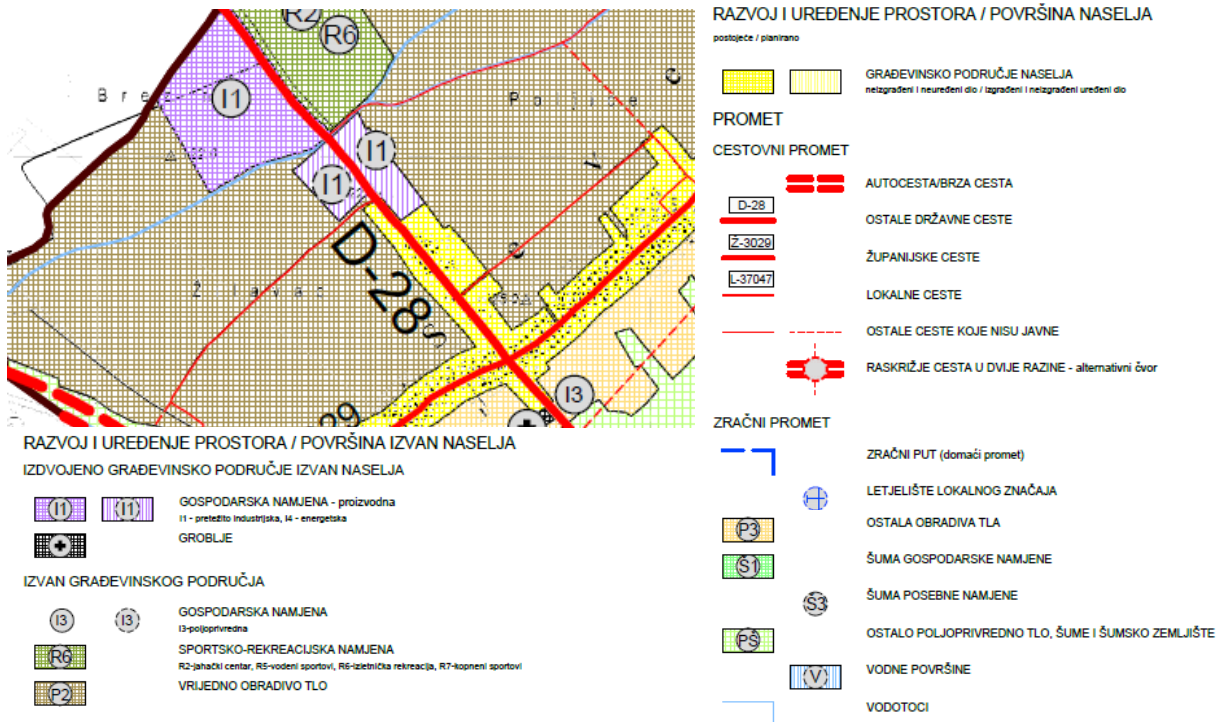 R2
R6
I1
I1
I1
D-28
I3
29
RAZVOJ I UREĐENJE PROSTORA / POVRŠINA IZVAN NASELJA
IZDVOJENO GRAĐEVINSKO PODRUČJE IZVAN NASELJA
I1 I1 GOSPODARSKA NAMJENA - proizvodna
I1 - pretežito industrijska, I4 - energetska
GROBLJE
IZVAN GRAĐEVINSKOG PODRUČJA
I3 I3 GOSPODARSKA NAMJENA
I3-poljoprivredna
R6 SPORTSKO-REKREACIJSKA NAMJENA
R2-jahački centar, R5-vodeni sportovi, R6-izletnička rekreacija, R7-kopneni sportovi
P2 VRIJEDNO OBRADIVO TLO
RAZVOJ I UREĐENJE PROSTORA / POVRŠINA NASELJA
postojeće / planirano
GRAĐEVINSKO PODRUČJE NASELJA
neizgrađeni i neuređeni dio / izgrađeni i neizgrađeni uređeni dio
PROMET
CESTOVNI PROMET
AUTOCESTA/BRZA CESTA
D-28 OSTALE DRŽAVNE CESTE
Ž-3029 ŽUPANIJSKE CESTE
L-37047 LOKALNE CESTE
OSTALE CESTE KOJE NISU JAVNE
RASKRIŽJE CESTA U DVIJE RAZINE - alternativni čvor
ZRAČNI PROMET
ZRAČNI PUT (domaći promet)
LETJELIŠTE LOKALNOG ZNAČAJA
P3 OSTALA OBRADIVA TLA
Š1 ŠUMA GOSPODARSKE NAMJENE
Š3 ŠUMA POSEBNE NAMJENE
PŠ OSTALO POLJOPRIVREDNO TLO, ŠUME I ŠUMSKO ZEMLJIŠTE
V VODNE POVRŠINE
VODOTOCI